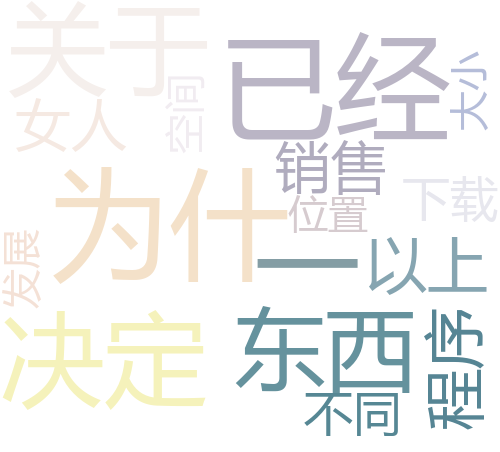 关于
已经
大小
女人
空间
销售
为什
位置
下载
一
以上
发展
决定
东西
程序
不同